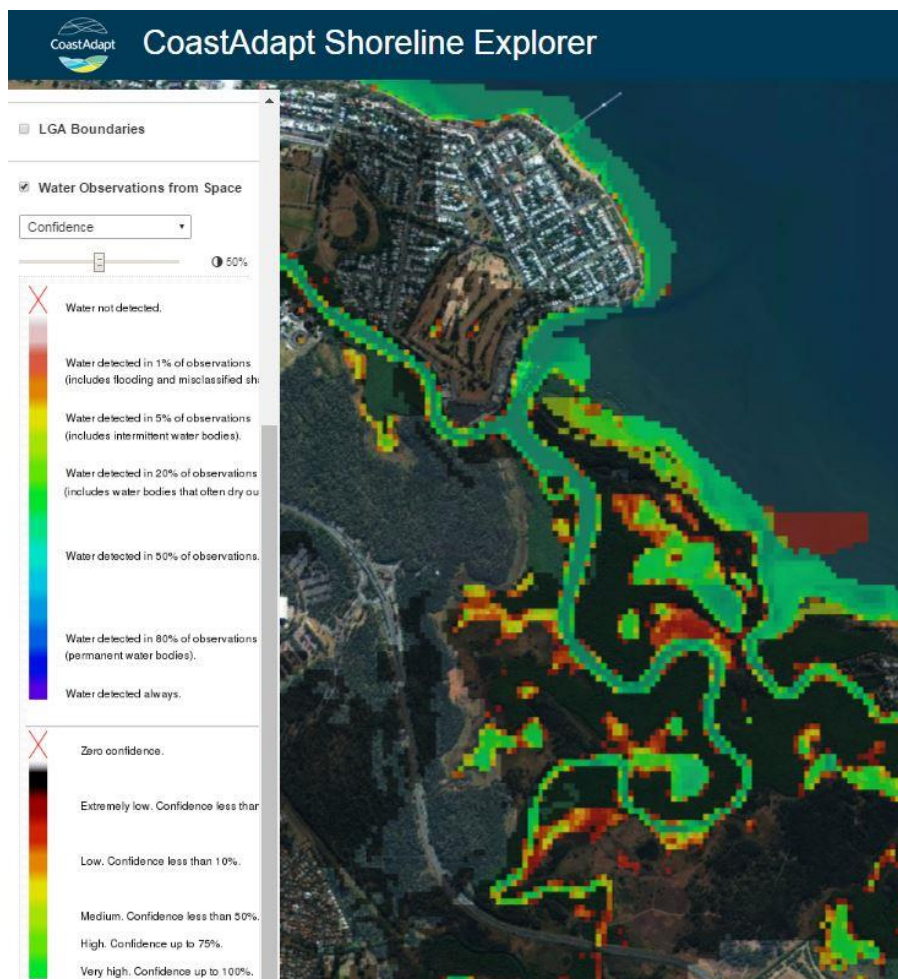 CoastAdapt
CoastAdapt Shoreline Explorer
LGA Boundaries
Water Observations from Space
Confidence
50%
Water not detected.
Water detected in 1% of observations
(includes flooding and misclassified sh
Water detected in 5% of observations
(includes intermittent water bodies).
Water detected in 20% of observations
(includes water bodies that often dry ou
Water detected in 50% of observations.
Water detected in 80% of observations
(permanent water bodies).
Water detected always.
Zero confidence.
Extremely low. Confidence less than
Low. Confidence less than 10%.
Medium. Confidence less than 50%.
High. Confidence up to 75%.
Very high. Confidence up to 100%.